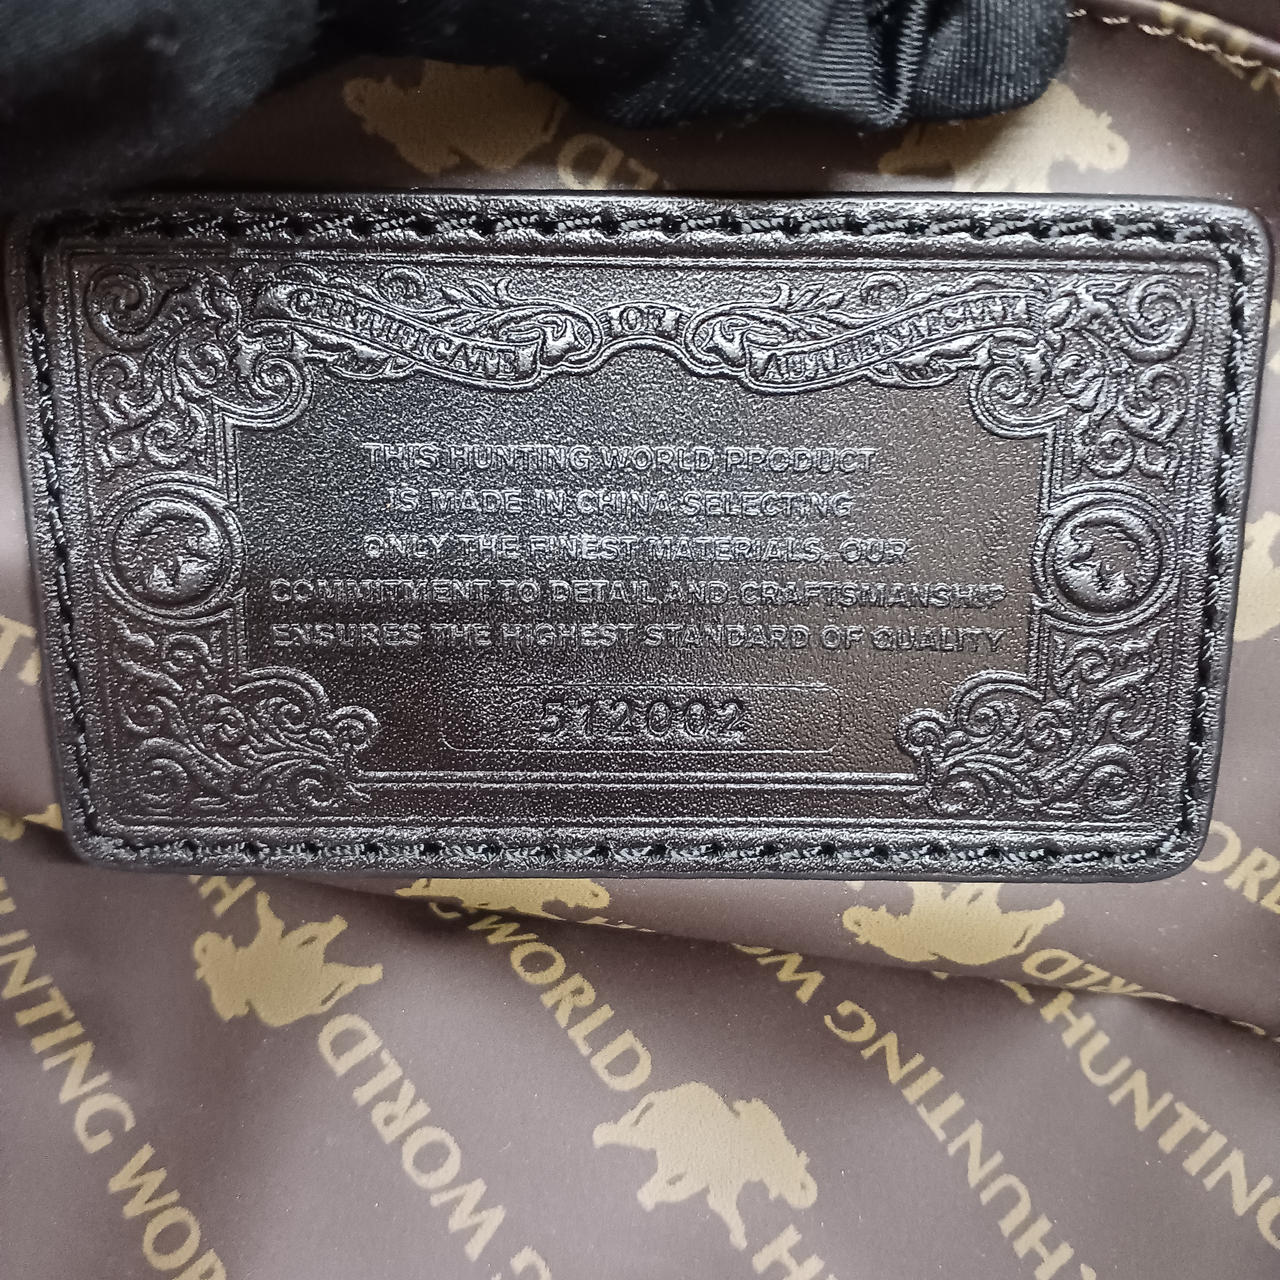 CERTIFICATE OF AUTHENTICITY
THIS HUNTING WORLD PRODUCT
IS MADE IN CHINA SELECTING
ONLY THE FINEST MATERIALS. OUR
COMMITMENT TO DETAIL AND CRAFTSMANSHIP
ENSURES THE HIGHEST STANDARD OF QUALITY
512002
HUNTING WORLD
WORLD
WORLD
HUNTING
HUNTING